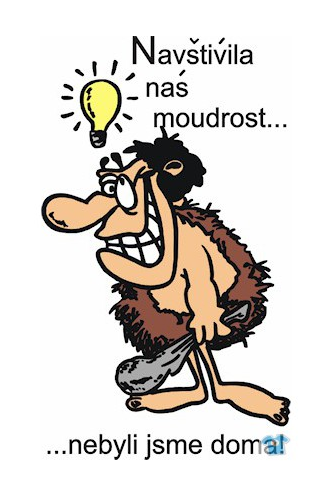 Navštívila
nás
moudrost...
...nebyli jsme doma!